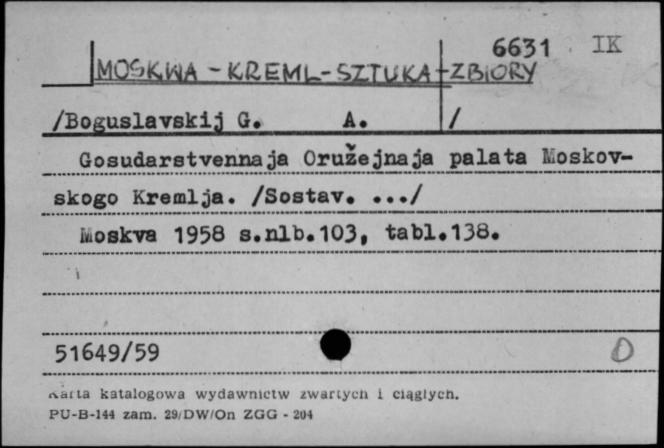 6631 IK
MOSKWA - KREML - SZTUKA - ZBIORY
/Boguslavskij G. A. /
Gosudarstvennaja Oružejnaja palata Moskov-
skogo Kremlja. /Sostav. .../
Moskva 1958 s.nlb.103, tabl.138.
51649/59 D
Karta katalogowa wydawnictw zwartych i ciągłych.
PU-B-144 zam. 29/DW/On ZGG - 204